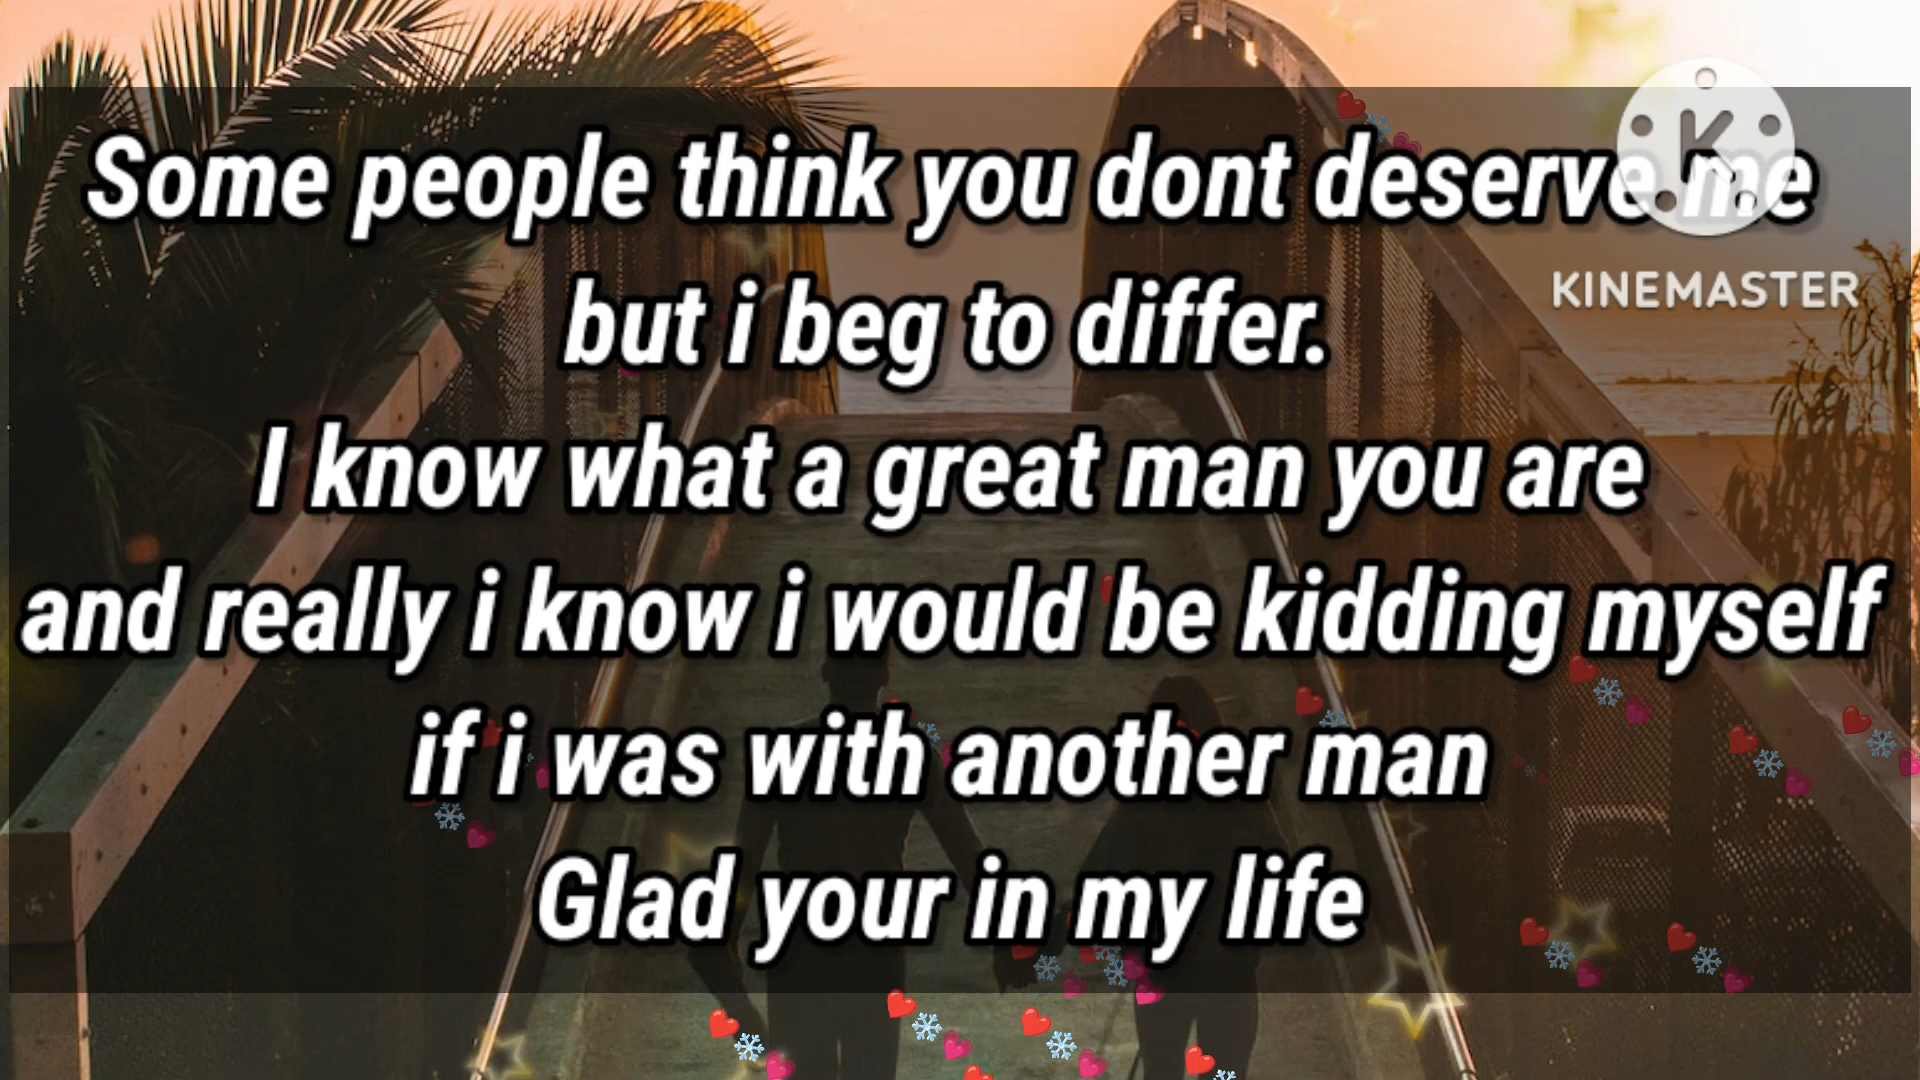 Some people think you dont deserve me
but i beg to differ.
KINEMASTER
I know what a great man you are
and really i know i would be kidding myself
if i was with another man
Glad your in my life